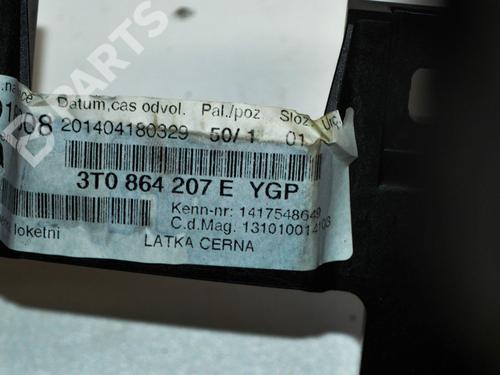 B-PARTS
Datum,cas odvol. Pal./poz Sloz
08 201404180329 50/ 1 01
3T0 864 207 E YGP
Kenn-nr: 1417548649
C.d.Mag. 131010014103
loketni
LATKA CERNA